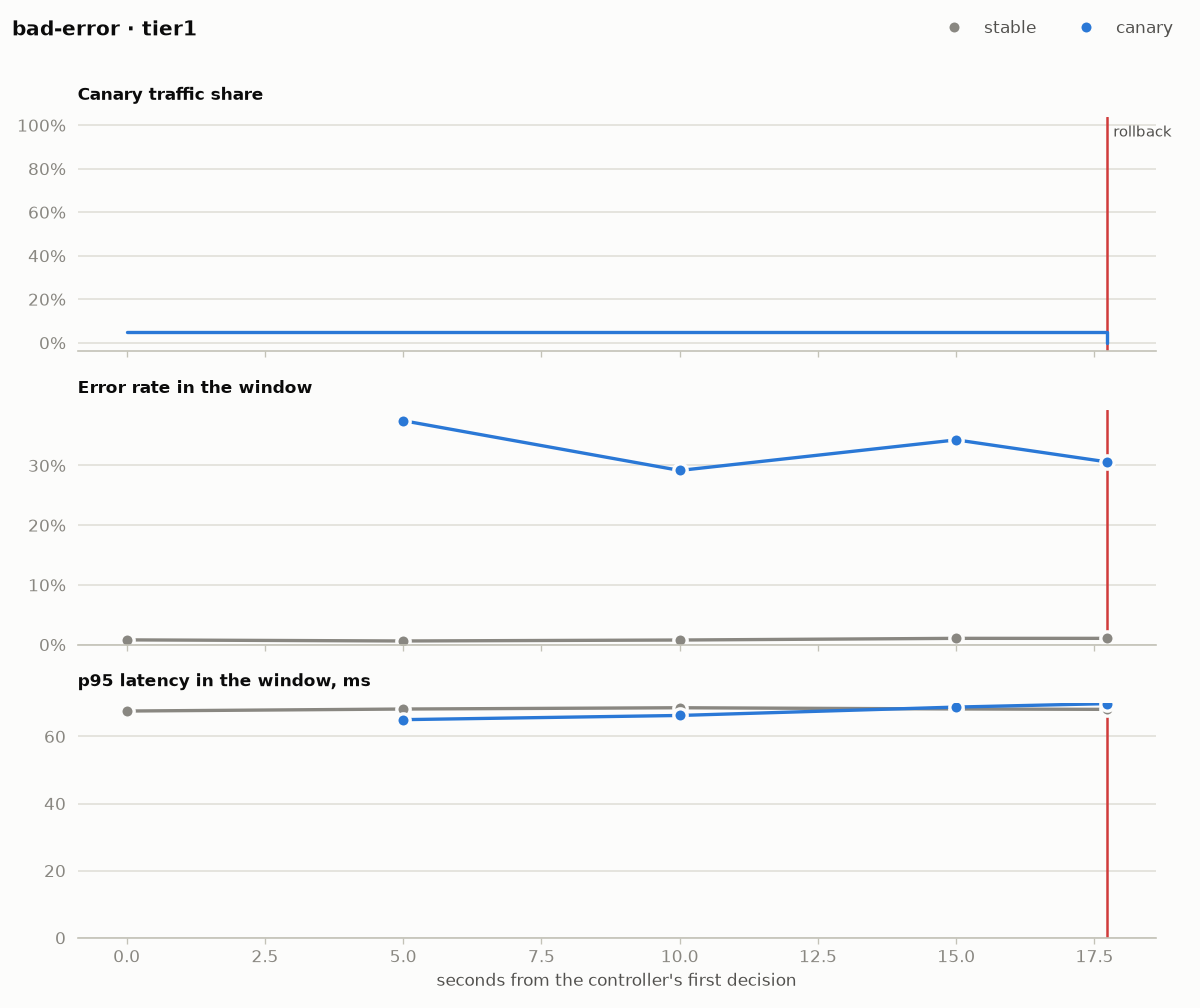 bad-error · tier1
stable
canary
Canary traffic share
100%
rollback
80%
60%
40%
20%
0%
Error rate in the window
30%
20%
10%
0%
p95 latency in the window, ms
60
40
20
0
0.0 2.5 5.0 7.5 10.0 12.5 15.0 17.5
seconds from the controller's first decision